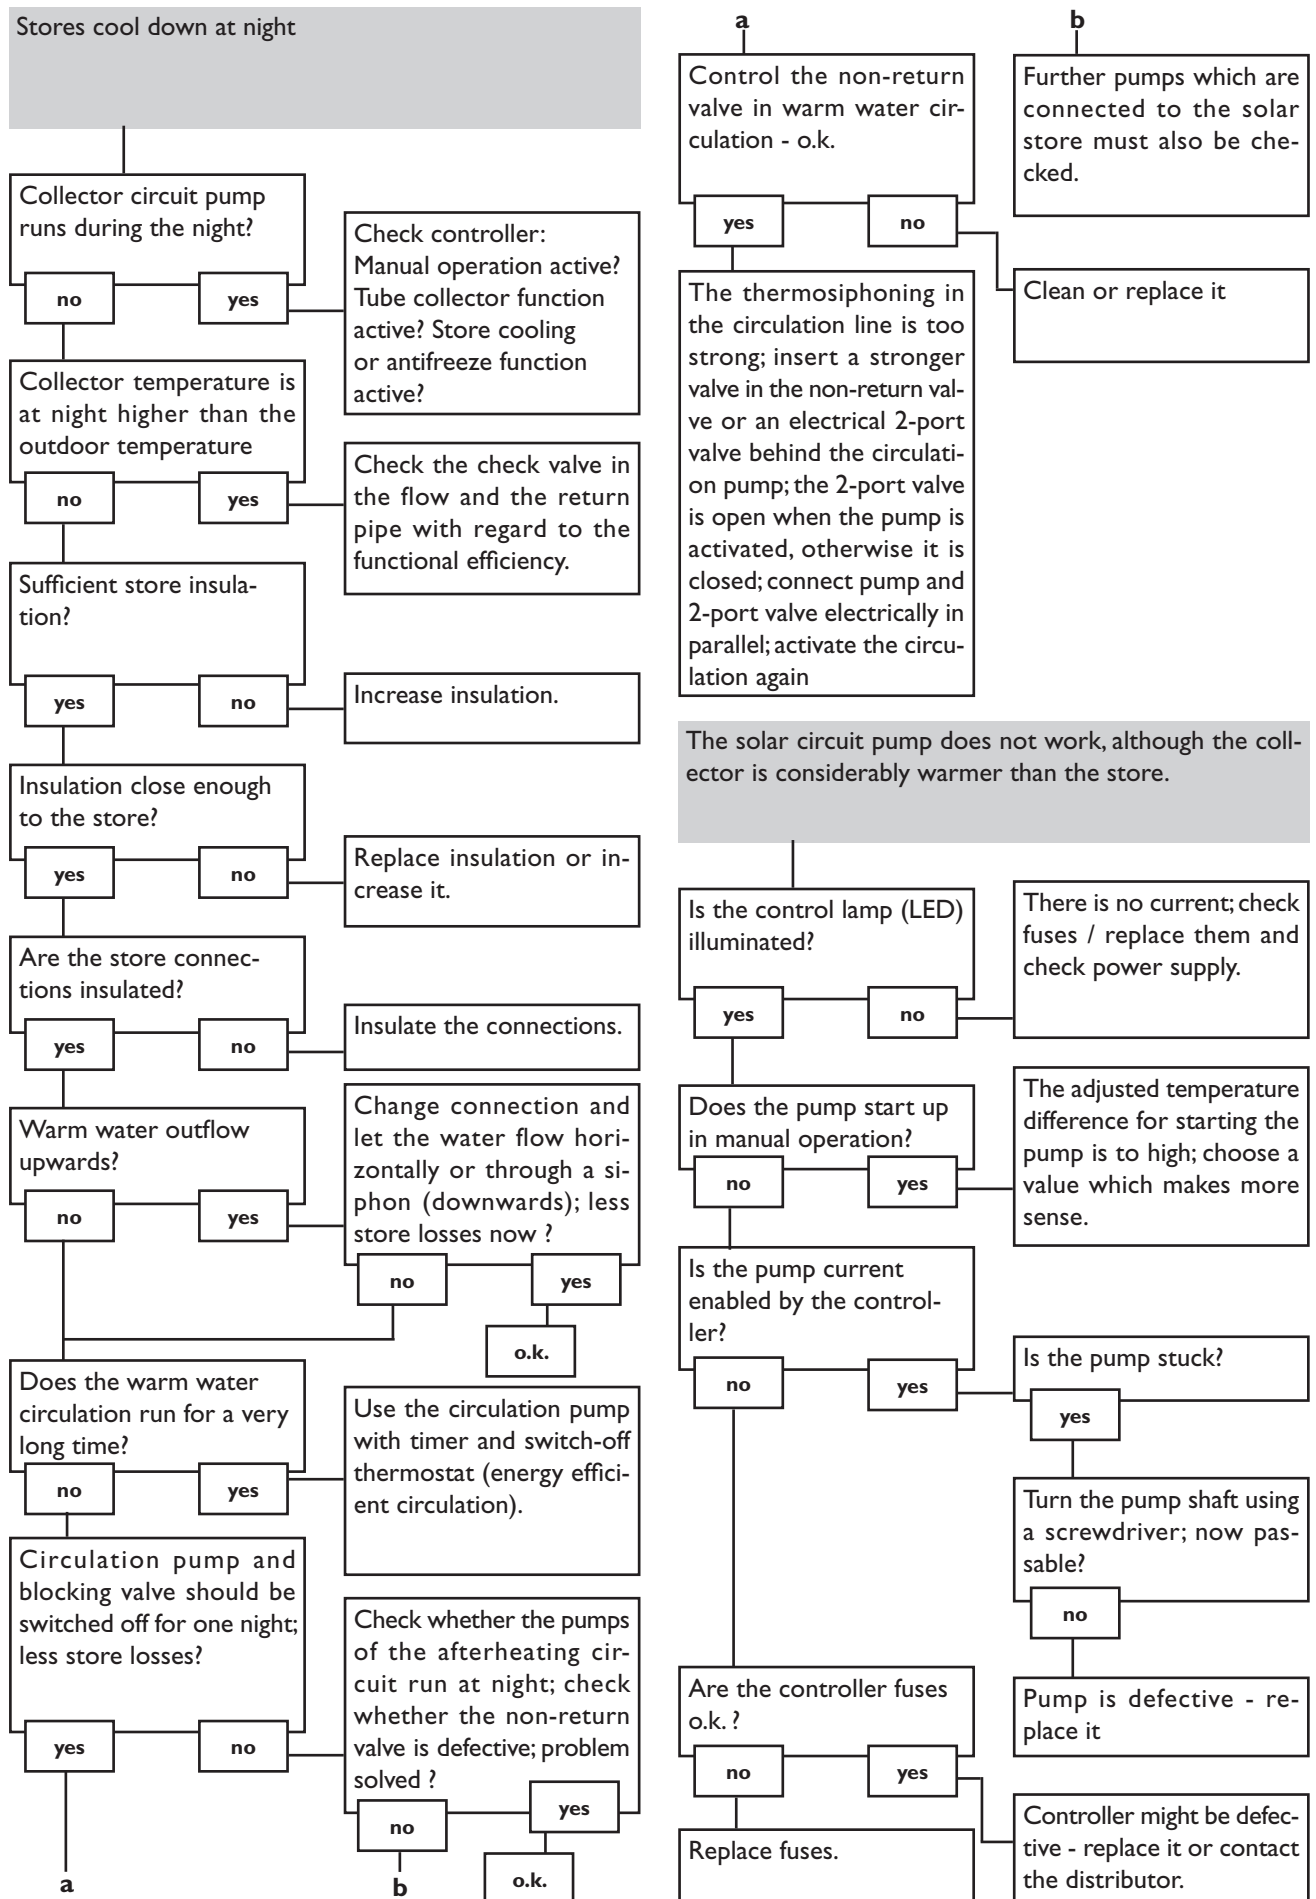 Stores cool down at night
Collector circuit pump
runs during the night?
no
yes
Check controller:
Manual operation active?
Tube collector function
active? Store cooling
or antifreeze function
active?
Collector temperature is
at night higher than the
outdoor temperature
no
yes
Check the check valve in
the flow and the return
pipe with regard to the
functional efficiency.
Sufficient store insula-
tion?
yes
no
Increase insulation.
Insulation close enough
to the store?
yes
no
Replace insulation or in-
crease it.
Are the store connec-
tions insulated?
yes
no
Insulate the connections.
Warm water outflow
upwards?
no
yes
Change connection and
let the water flow hori-
zontally or through a si-
phon (downwards); less
store losses now ?
no
yes
o.k.
Does the warm water
circulation run for a very
long time?
no
yes
Use the circulation pump
with timer and switch-off
thermostat (energy effici-
ent circulation).
Circulation pump and
blocking valve should be
switched off for one night;
less store losses?
yes
no
Check whether the pumps
of the afterheating cir-
cuit run at night; check
whether the non-return
valve is defective; problem
solved ?
no
yes
o.k.
a
b
a
Control the non-return
valve in warm water cir-
culation - o.k.
yes
no
b
Further pumps which are
connected to the solar
store must also be che-
cked.
Clean or replace it
The thermosiphoning in
the circulation line is too
strong; insert a stronger
valve in the non-return val-
ve or an electrical 2-port
valve behind the circulati-
on pump; the 2-port valve
is open when the pump is
activated, otherwise it is
closed; connect pump and
2-port valve electrically in
parallel; activate the circu-
lation again
The solar circuit pump does not work, although the coll-
ector is considerably warmer than the store.
Is the control lamp (LED)
illuminated?
yes
no
There is no current; check
fuses / replace them and
check power supply.
Does the pump start up
in manual operation?
no
yes
The adjusted temperature
difference for starting the
pump is to high; choose a
value which makes more
sense.
Is the pump current
enabled by the control-
ler?
no
yes
Is the pump stuck?
yes
Turn the pump shaft using
a screwdriver; now pas-
sable?
no
Pump is defective - re-
place it
Are the controller fuses
o.k. ?
no
yes
Replace fuses.
Controller might be defec-
tive - replace it or contact
the distributor.